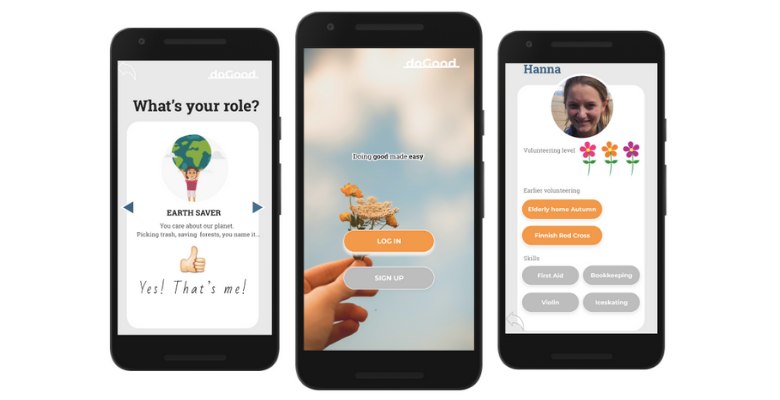 doGood
What's your role?
EARTH SAVER
You care about our planet.
Picking trash, saving forests, you name it...
Yes! That's me!
doGood
Doing good made easy
LOG IN
SIGN UP
Hanna
Volunteering level
Earlier volunteering
Elderly home Autumn
Finnish Red Cross
Skills
First Aid
Bookkeeping
Violin
Iceskating